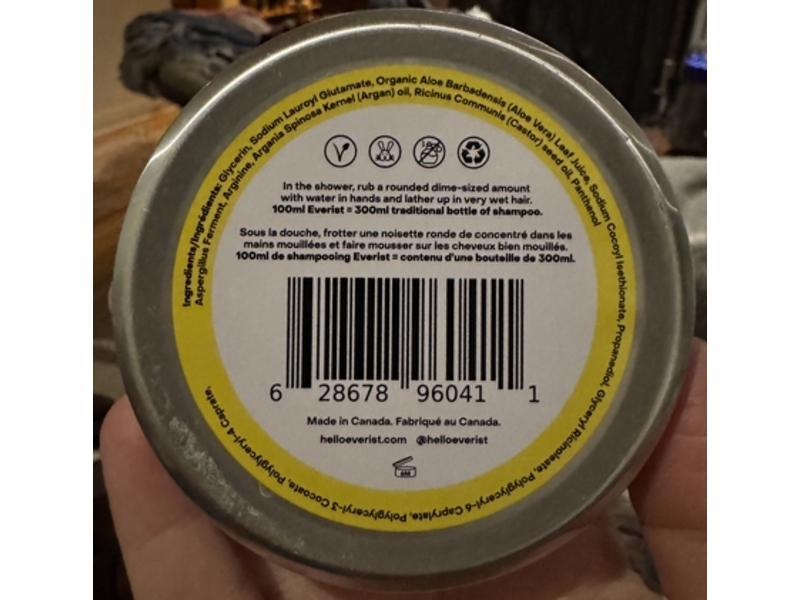 Ingredients/Ingrédients: Glycerin, Sodium Lauroyl Glutamate, Organic Aloe Barbadensis (Aloe Vera) Leaf Juice, Sodium Cocoyl Isethionate, Propanediol, Glyceryl Ricinoleate, Polyglyceryl-6 Caprylate, Polyglyceryl-3 Cocoate, Polyglyceryl-4 Caprate,
Aspergillus Ferment, Arginine, Argania Spinosa Kernel (Argan) oil, Ricinus Communis (Castor) seed oil, Panthenol
In the shower, rub a rounded dime-sized amount
with water in hands and lather up in very wet hair.
100ml Everist = 300ml traditional bottle of shampoo.
Sous la douche, frotter une noisette ronde de concentré dans les
mains mouillées et faire mousser sur les cheveux bien mouillés.
100ml de shampooing Everist = contenu d'une bouteille de 300ml.
6 28678 96041 1
Made in Canada. Fabriqué au Canada.
helloeverist.com @helloeverist